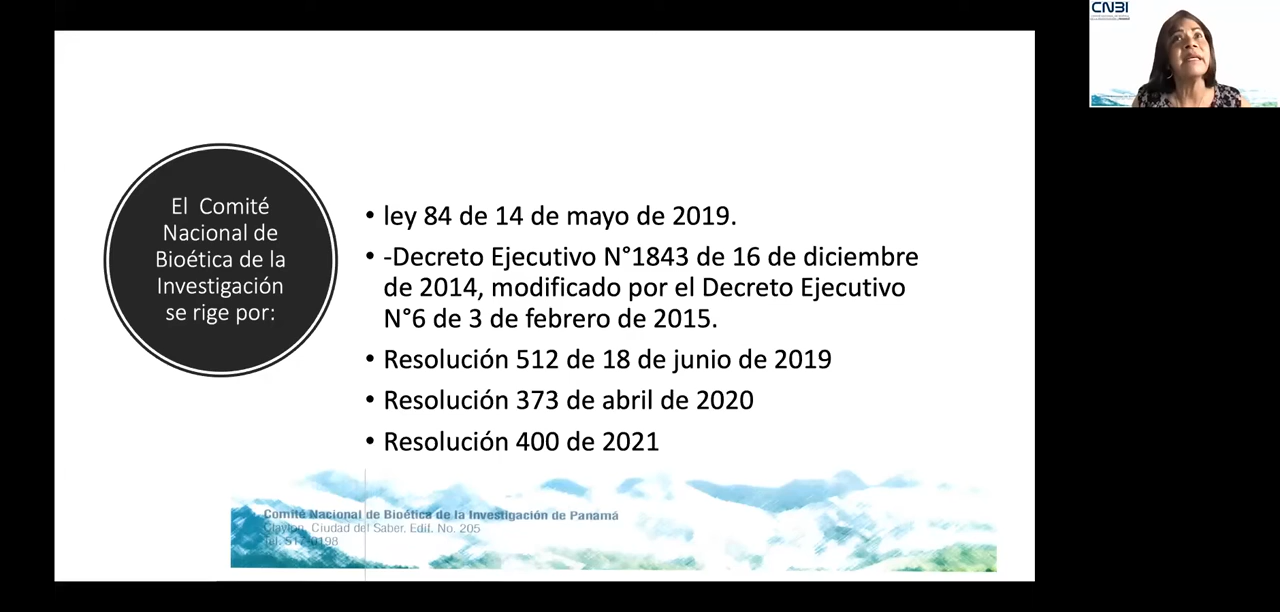 El  Comité
Nacional de
Bioética de la
Investigación
se rige por:
• ley 84 de 14 de mayo de 2019.
• -Decreto Ejecutivo N°1843 de 16 de diciembre
de 2014, modificado por el Decreto Ejecutivo
N°6 de 3 de febrero de 2015.
• Resolución 512 de 18 de junio de 2019
• Resolución 373 de abril de 2020
• Resolución 400 de 2021
Comité Nacional de Bioética de la Investigación de Panamá
Clayton, Ciudad del Saber, Edif. No. 205
Tel.
CNBI